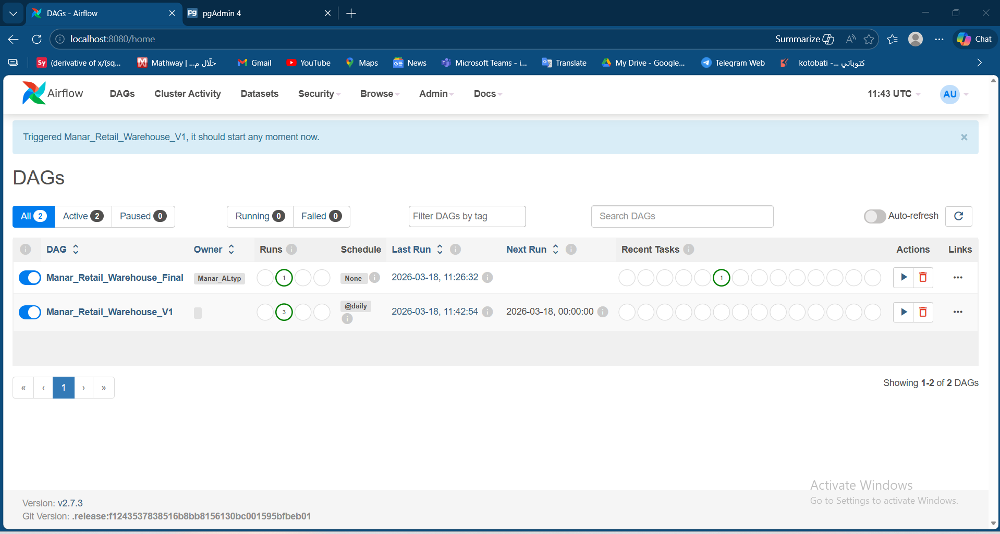 DAGs - Airflow
pgAdmin 4
localhost:8080/home
Summarize
Chat
(derivative of x/(sq...
Mathway | ...حلّال م
Gmail
YouTube
Maps
News
Microsoft Teams - i...
Translate
My Drive - Google...
Telegram Web
kotobati -... كتوباتي
Airflow
DAGs
Cluster Activity
Datasets
Security
Browse
Admin
Docs
11:43 UTC
AU
Triggered Manar_Retail_Warehouse_V1, it should start any moment now.
×
DAGs
All 2
Active 2
Paused 0
Running 0
Failed 0
Filter DAGs by tag
Search DAGs
Auto-refresh
DAG
Owner
Runs
Schedule
Last Run
Next Run
Recent Tasks
Actions
Links
Manar_Retail_Warehouse_Final
Manar_ALtyp
1
None
2026-03-18, 11:26:32
1
Manar_Retail_Warehouse_V1
3
@daily
2026-03-18, 11:42:54
2026-03-18, 00:00:00
« ‹ 1 › »
Showing 1-2 of 2 DAGs
Activate Windows
Go to Settings to activate Windows.
Version: v2.7.3
Git Version: .release:f1243537838516b8bb8156130bc001595bfbeb01